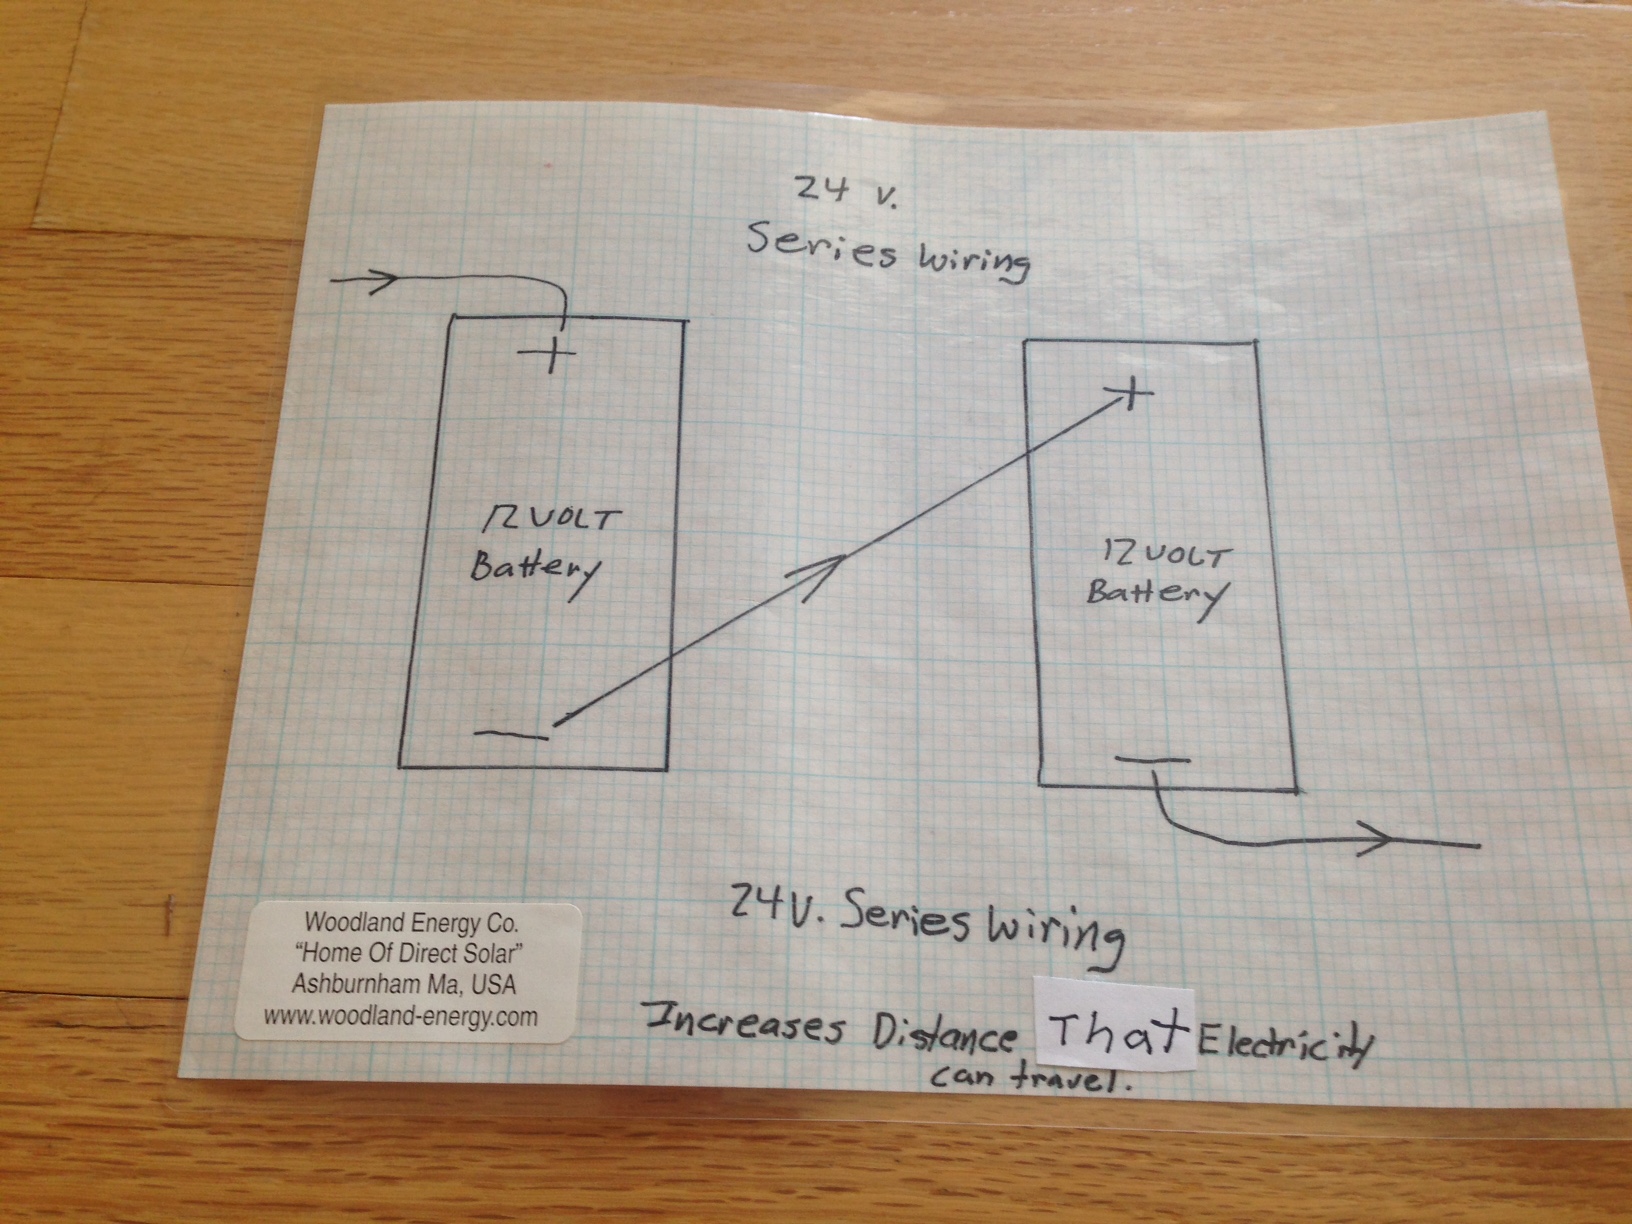 24 V.
Series Wiring
+
+
12 VOLT
Battery
12 VOLT
Battery
—
—
24V. Series Wiring
Increases Distance That Electricity
can travel.
Woodland Energy Co.
“Home Of Direct Solar”
Ashburnham Ma, USA
www.woodland-energy.com